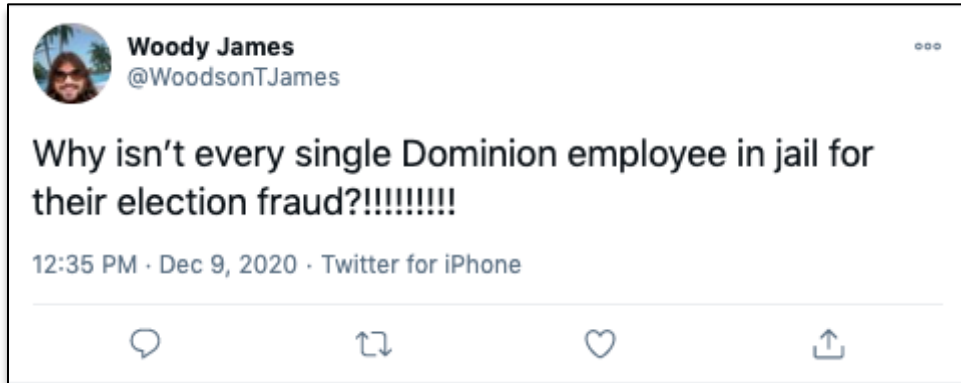 Woody James
@WoodsonTJames
Why isn’t every single Dominion employee in jail for
their election fraud?!!!!!!!!!
12:35 PM · Dec 9, 2020 · Twitter for iPhone